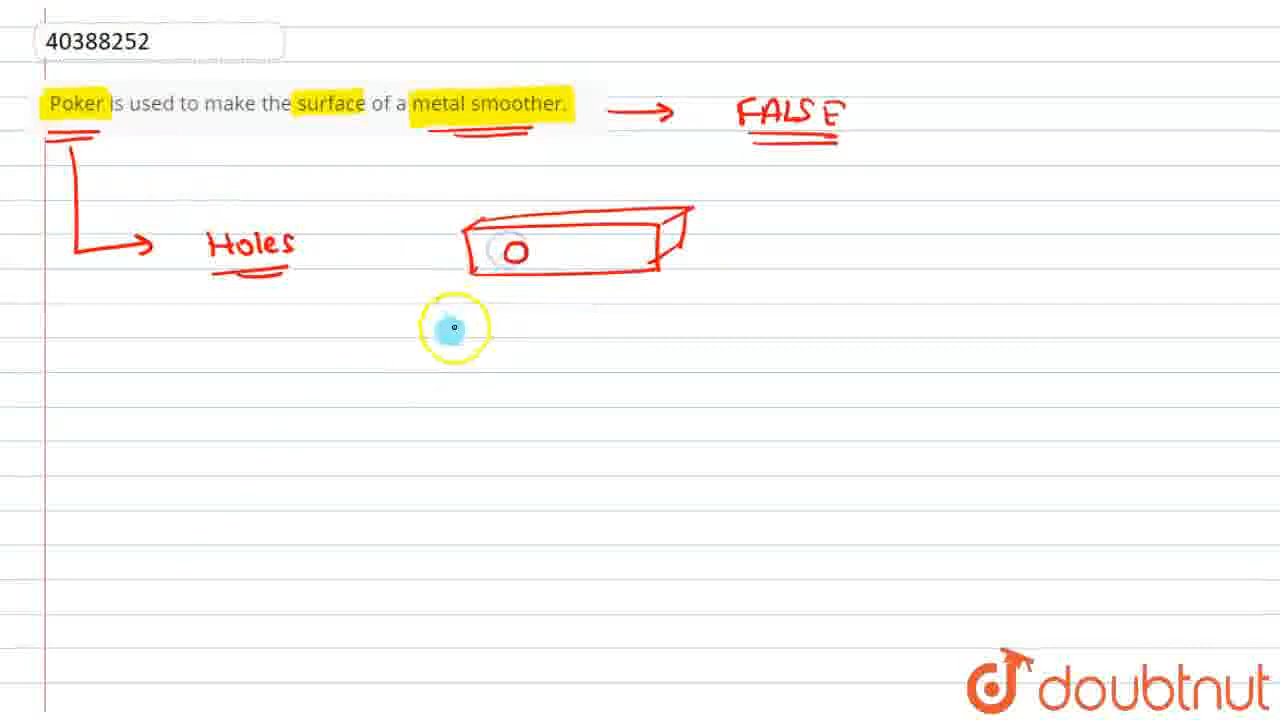 40388252
Poker is used to make the surface of a metal smoother. → FALSE
Holes
doubtnut